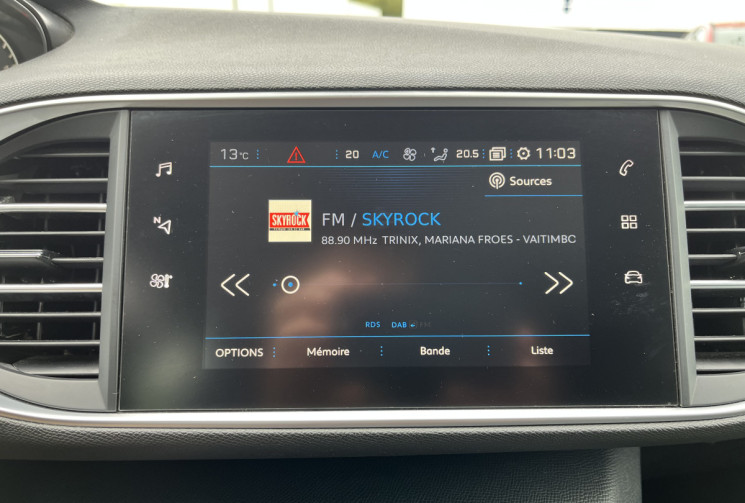 13°C 20 A/C 20.5 11:03
Sources
SKYROCK
FM / SKYROCK
88.90 MHz TRINIX, MARIANA FROES - VAITIMBC
N
RDS DAB
OPTIONS Mémoire Bande Liste